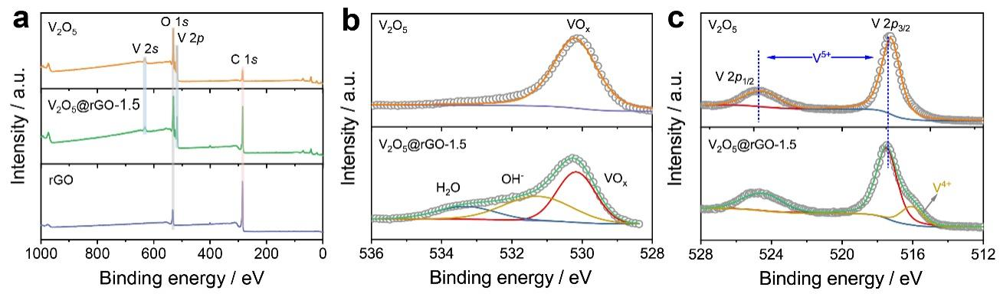 a
V₂O₅
O 1s
V 2p
V 2s
C 1s
V₂O₅@rGO-1.5
rGO
Intensity / a.u.
1000 800 600 400 200 0
Binding energy / eV
b
V₂O₅
VOₓ
V₂O₅@rGO-1.5
H₂O
OH⁻
VOₓ
Intensity / a.u.
536 534 532 530 528
Binding energy / eV
c
V₂O₅
V 2p₃/₂
V⁵⁺
V 2p₁/₂
V₂O₅@rGO-1.5
V⁴⁺
Intensity / a.u.
528 524 520 516 512
Binding energy / eV